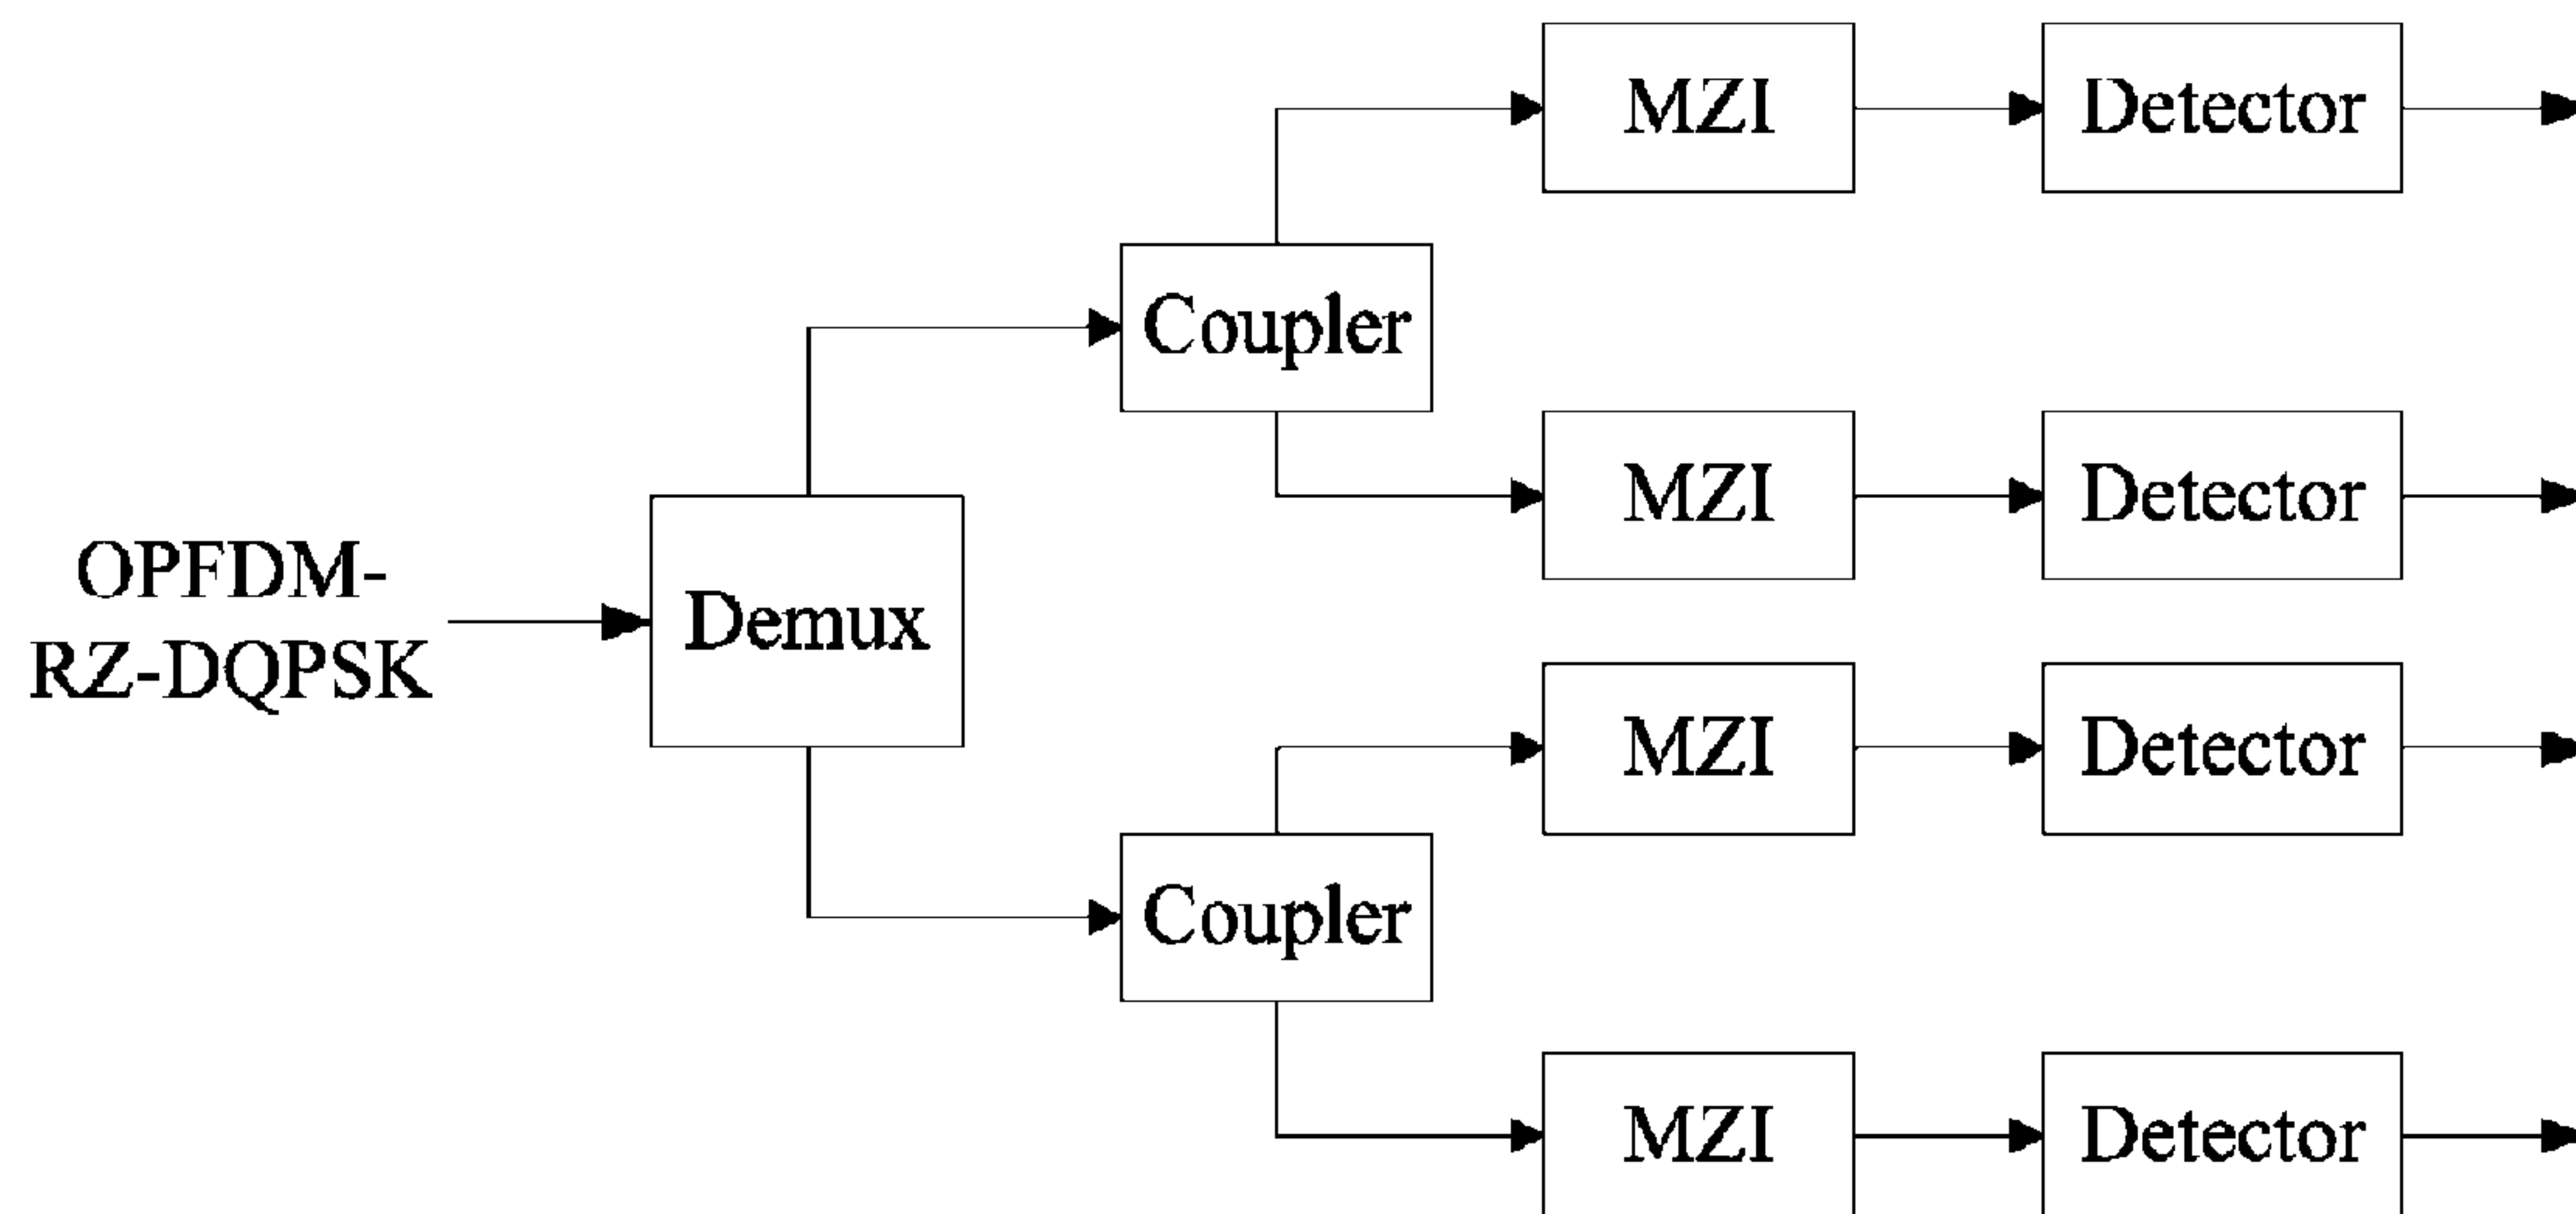 MZI
Detector
Coupler
MZI
Detector
OPFDM-
RZ-DQPSK
Demux
MZI
Detector
Coupler
MZI
Detector